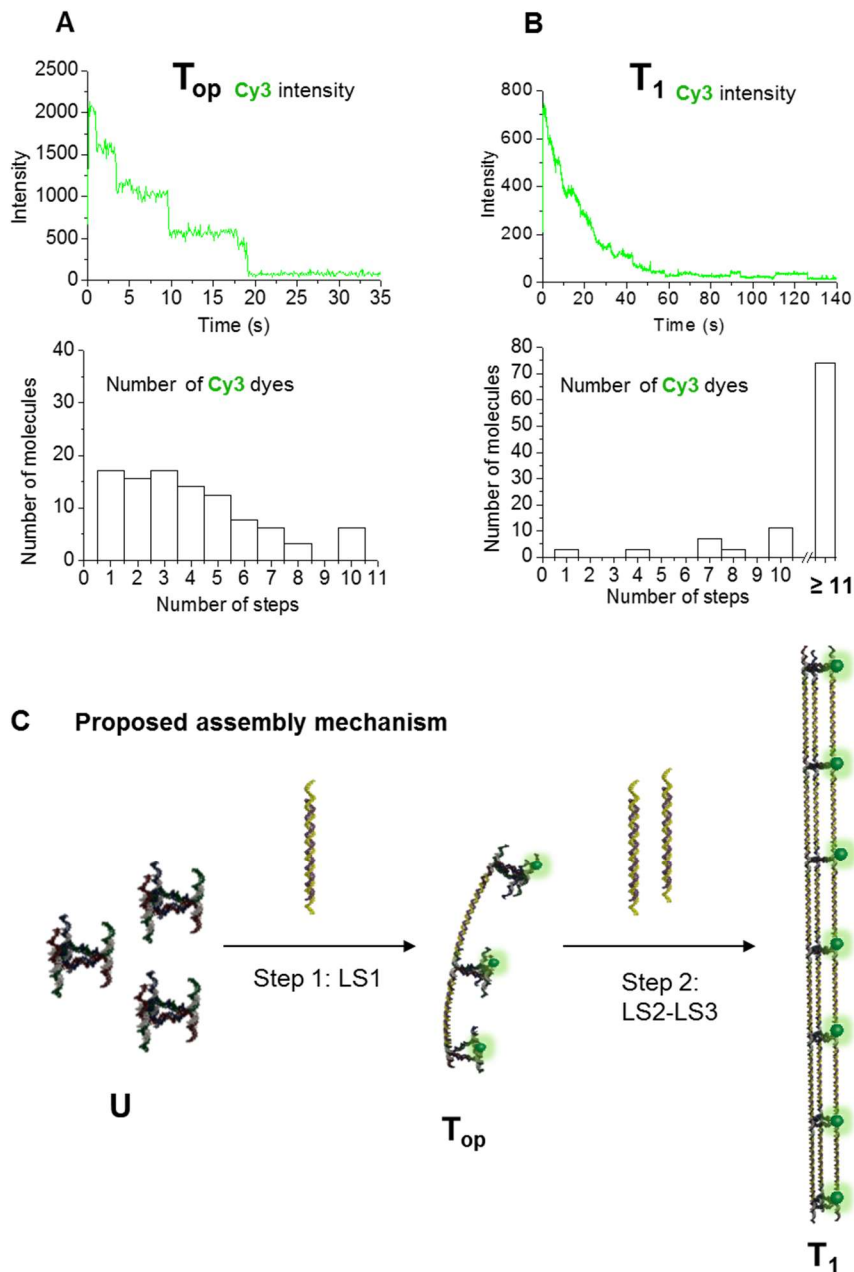 A
T_op Cy3 intensity
2500
2000
1500
1000
500
0
Intensity
0 5 10 15 20 25 30 35
Time (s)
40
30
20
10
0
Number of molecules
Number of Cy3 dyes
0 1 2 3 4 5 6 7 8 9 10 11
Number of steps
B
T_1 Cy3 intensity
800
600
400
200
0
Intensity
0 20 40 60 80 100 120 140
Time (s)
80
70
60
50
40
30
20
10
0
Number of molecules
Number of Cy3 dyes
0 1 2 3 4 5 6 7 8 9 10
≥ 11
Number of steps
C Proposed assembly mechanism
Step 1: LS1
Step 2:
LS2-LS3
U
T_op
T_1